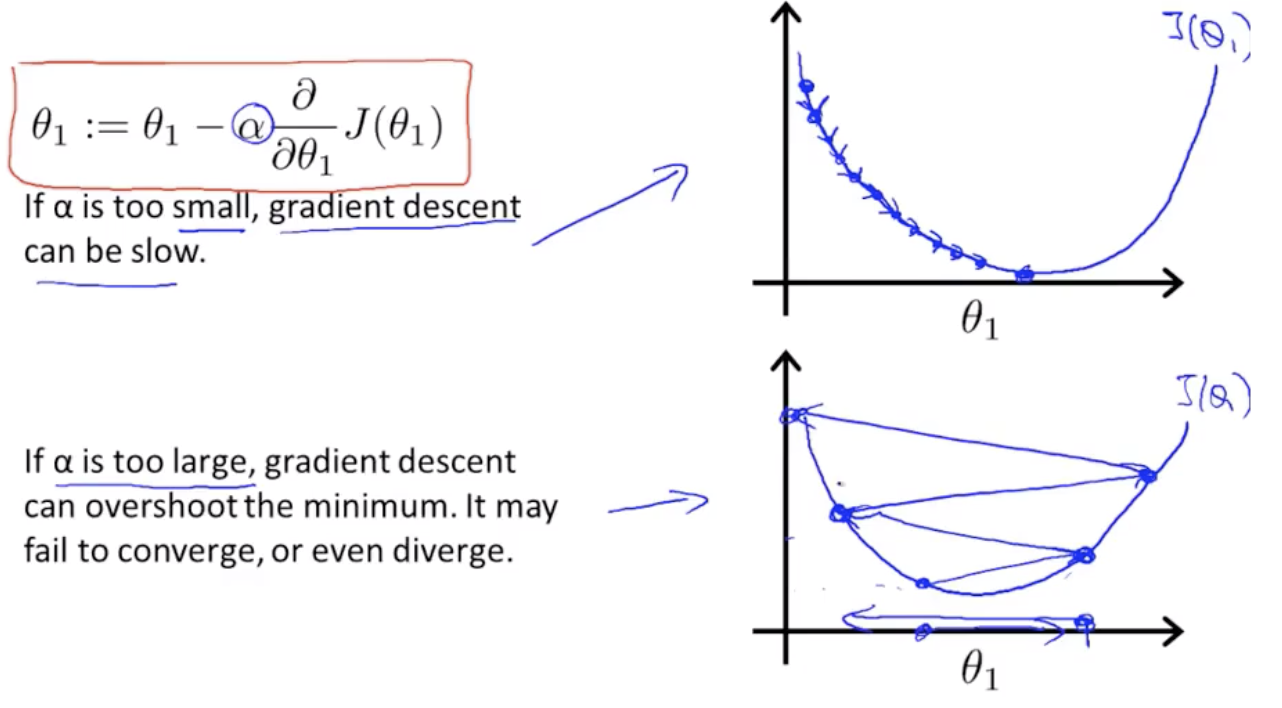 θ₁ := θ₁ − α ∂/∂θ₁ J(θ₁)
If α is too small, gradient descent
can be slow.
J(θ₁)
θ₁
If α is too large, gradient descent
can overshoot the minimum. It may
fail to converge, or even diverge.
J(θ₁)
θ₁